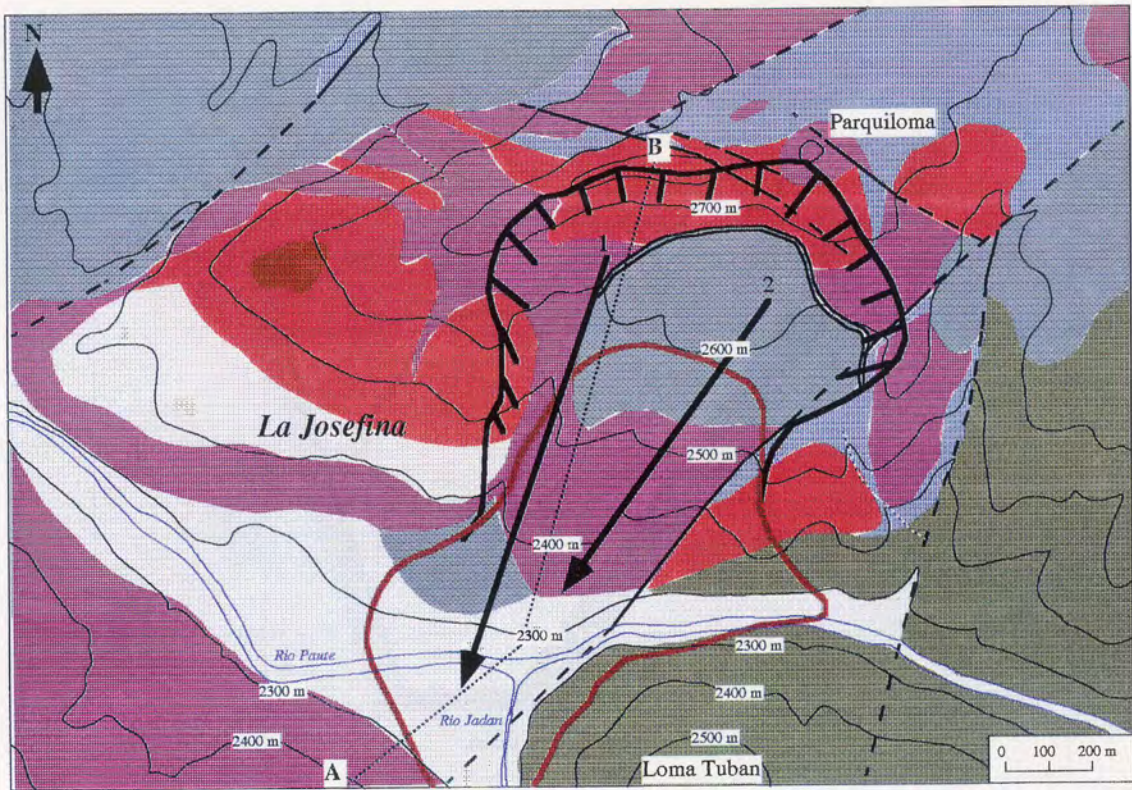 N
Parquiloma
B
2700 m
1
2
2600 m
La Josefina
2500 m
2400 m
2300 m
Rio Paute
2300 m
2300 m
Rio Jadan
2400 m
2400 m
A
2500 m
Loma Tuban
0 100 200 m